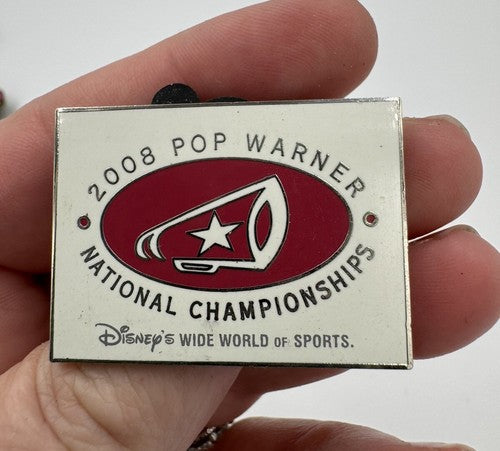 2008 POP WARNER
NATIONAL CHAMPIONSHIPS
Disney's WIDE WORLD OF SPORTS.